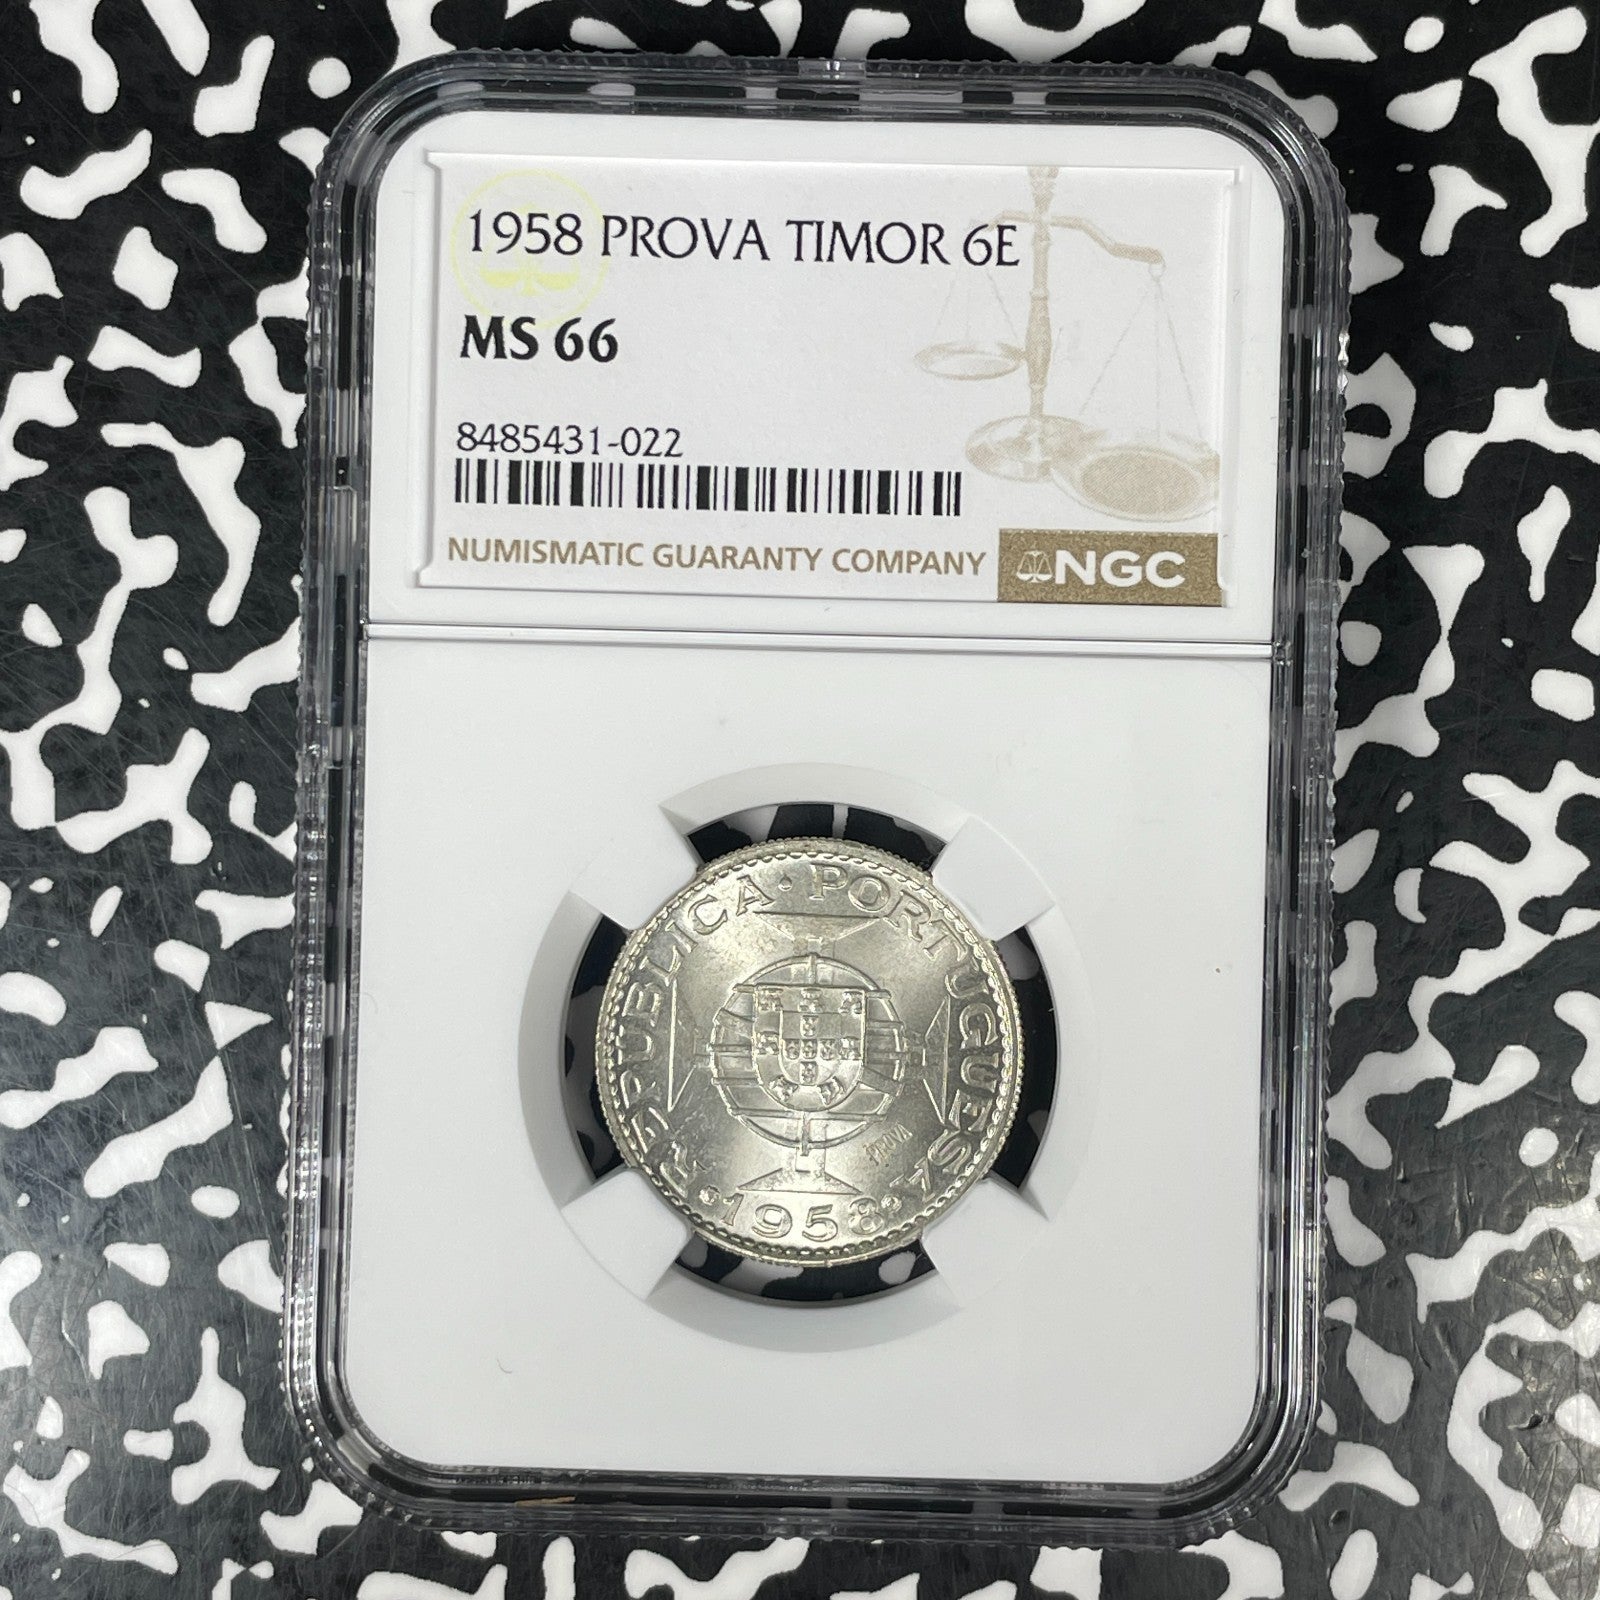 1958 PROVA TIMOR 6E
MS 66
8485431-022
NUMISMATIC GUARANTY COMPANY
NGC
REPUBLICA · PORTUGUESA
PROVA
1958